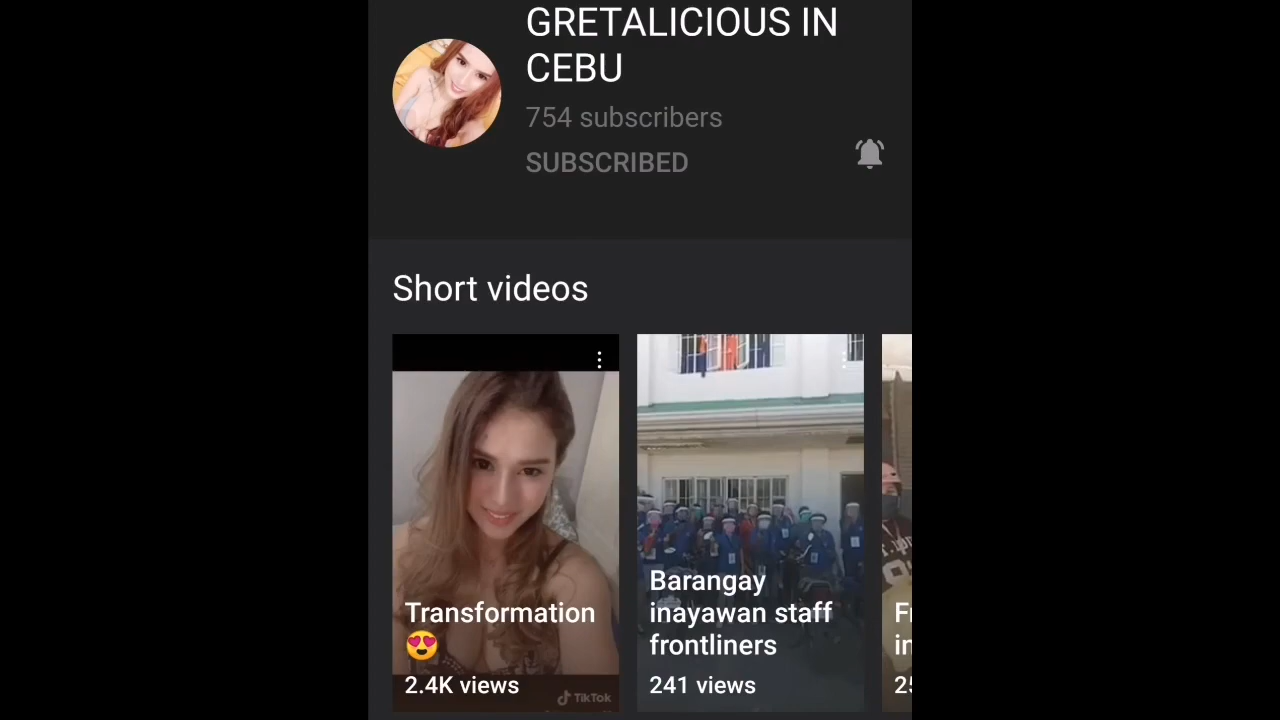 GRETALICIOUS IN
CEBU
754 subscribers
SUBSCRIBED
Short videos
Transformation
😍
2.4K views
TikTok
Barangay
inayawan staff
frontliners
241 views